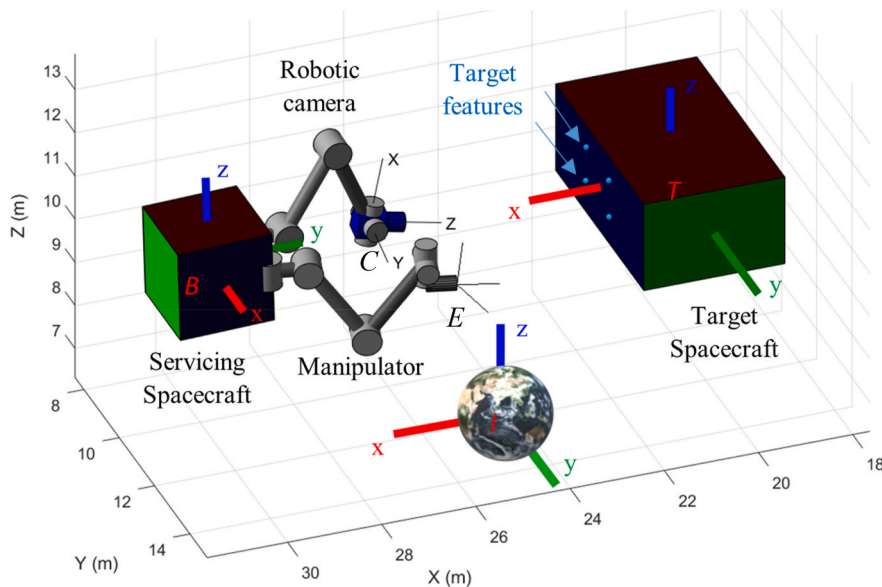 13
12
11
10
9
8
7
Z (m)
Robotic
camera
Target
features
z
z
X
x
T
y
Z
B
C
Y
x
E
y
Target
Spacecraft
Servicing
Spacecraft
Manipulator
z
x
I
y
8
10
12
14
Y (m)
30
28
26
24
22
20
18
X (m)